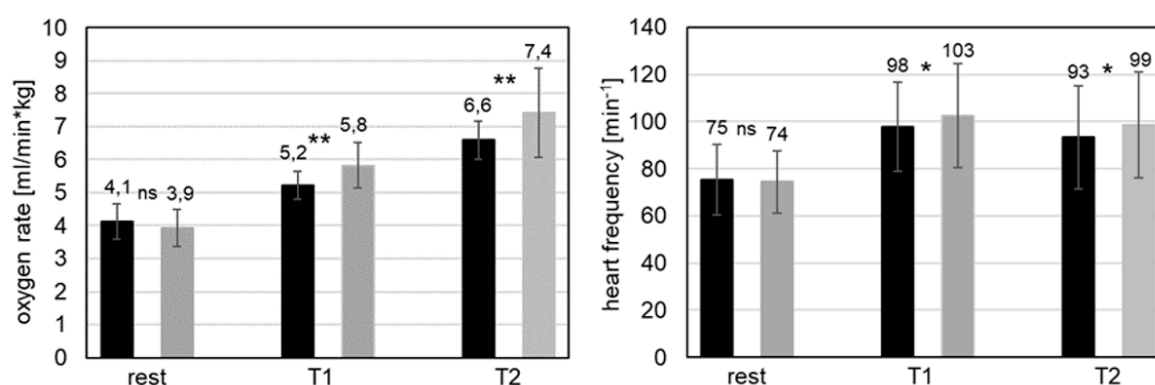 oxygen rate [ml/min*kg]
10
9
8
7
6
5
4
3
2
1
0
4,1 ns 3,9
5,2 ** 5,8
6,6 ** 7,4
rest T1 T2
heart frequency [min⁻¹]
140
120
100
80
60
40
20
0
75 ns 74
98 * 103
93 * 99
rest T1 T2